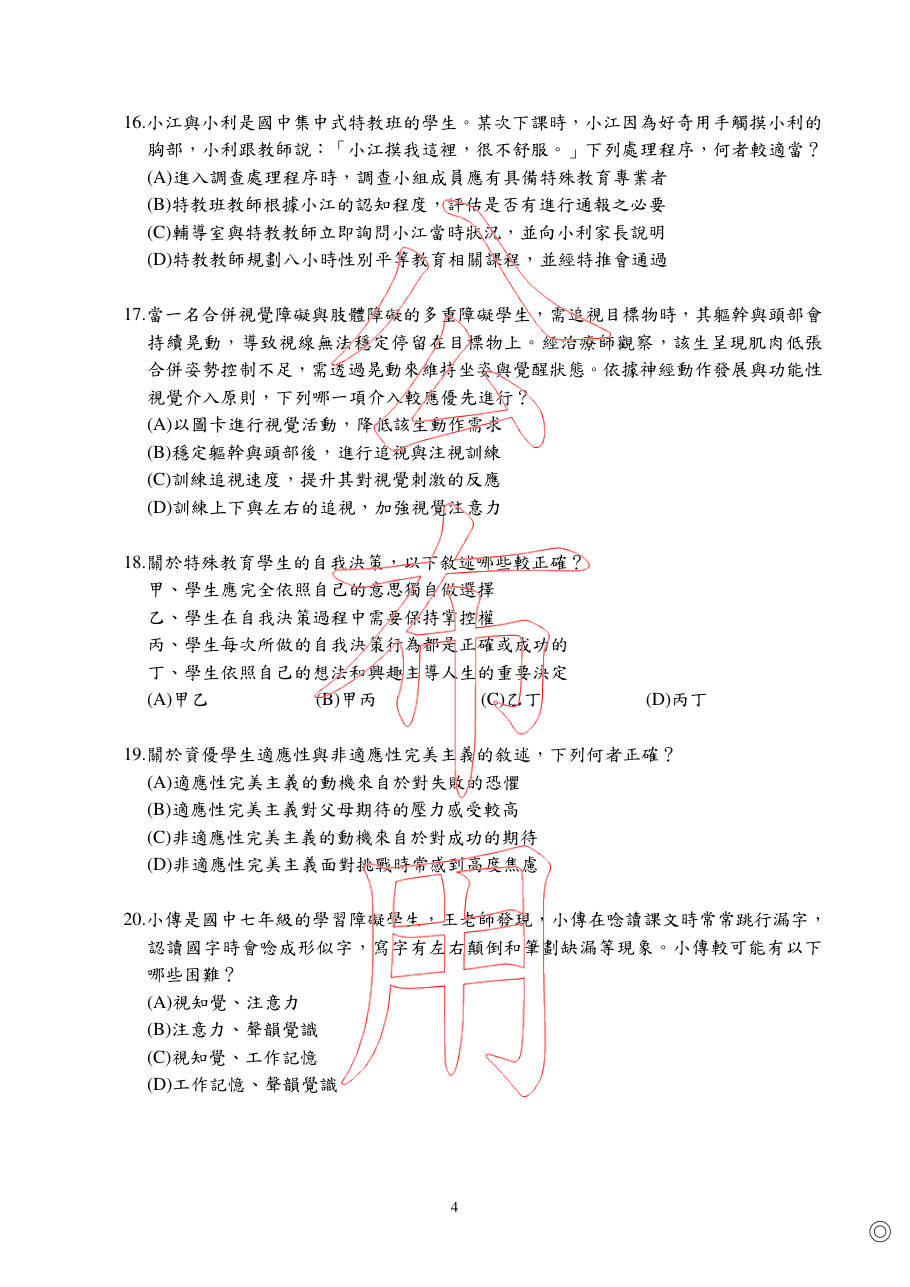 16.小江與小利是國中集中式特教班的學生。某次下課時，小江因為好奇用手觸摸小利的
胸部，小利跟教師說：「小江摸我這裡，很不舒服。」下列處理程序，何者較適當？
(A)進入調查處理程序時，調查小組成員應有具備特殊教育專業者
(B)特教班教師根據小江的認知程度，評估是否有進行通報之必要
(C)輔導室與特教教師立即詢問小江當時狀況，並向小利家長說明
(D)特教教師規劃八小時性別平等教育相關課程，並經特推會通過
17.當一名合併視覺障礙與肢體障礙的多重障礙學生，需追視目標物時，其軀幹與頭部會
持續晃動，導致視線無法穩定停留在目標物上。經治療師觀察，該生呈現肌肉低張
合併姿勢控制不足，需透過晃動來維持坐姿與覺醒狀態。依據神經動作發展與功能性
視覺介入原則，下列哪一項介入較應優先進行？
(A)以圖卡進行視覺活動，降低該生動作需求
(B)穩定軀幹與頭部後，進行追視與注視訓練
(C)訓練追視速度，提升其對視覺刺激的反應
(D)訓練上下與左右的追視，加強視覺注意力
18.關於特殊教育學生的自我決策，以下敘述哪些較正確？
甲、學生應完全依照自己的意思獨自做選擇
乙、學生在自我決策過程中需要保持掌控權
丙、學生每次所做的自我決策行為都是正確或成功的
丁、學生依照自己的想法和興趣主導人生的重要決定
(A)甲乙 (B)甲丙 (C)乙丁 (D)丙丁
19.關於資優學生適應性與非適應性完美主義的敘述，下列何者正確？
(A)適應性完美主義的動機來自於對失敗的恐懼
(B)適應性完美主義對父母期待的壓力感受較高
(C)非適應性完美主義的動機來自於對成功的期待
(D)非適應性完美主義面對挑戰時常感到高度焦慮
20.小傳是國中七年級的學習障礙學生，王老師發現，小傳在唸讀課文時常常跳行漏字，
認讀國字時會唸成形似字，寫字有左右顛倒和筆劃缺漏等現象。小傳較可能有以下
哪些困難？
(A)視知覺、注意力
(B)注意力、聲韻覺識
(C)視知覺、工作記憶
(D)工作記憶、聲韻覺識
公布用
4
◎